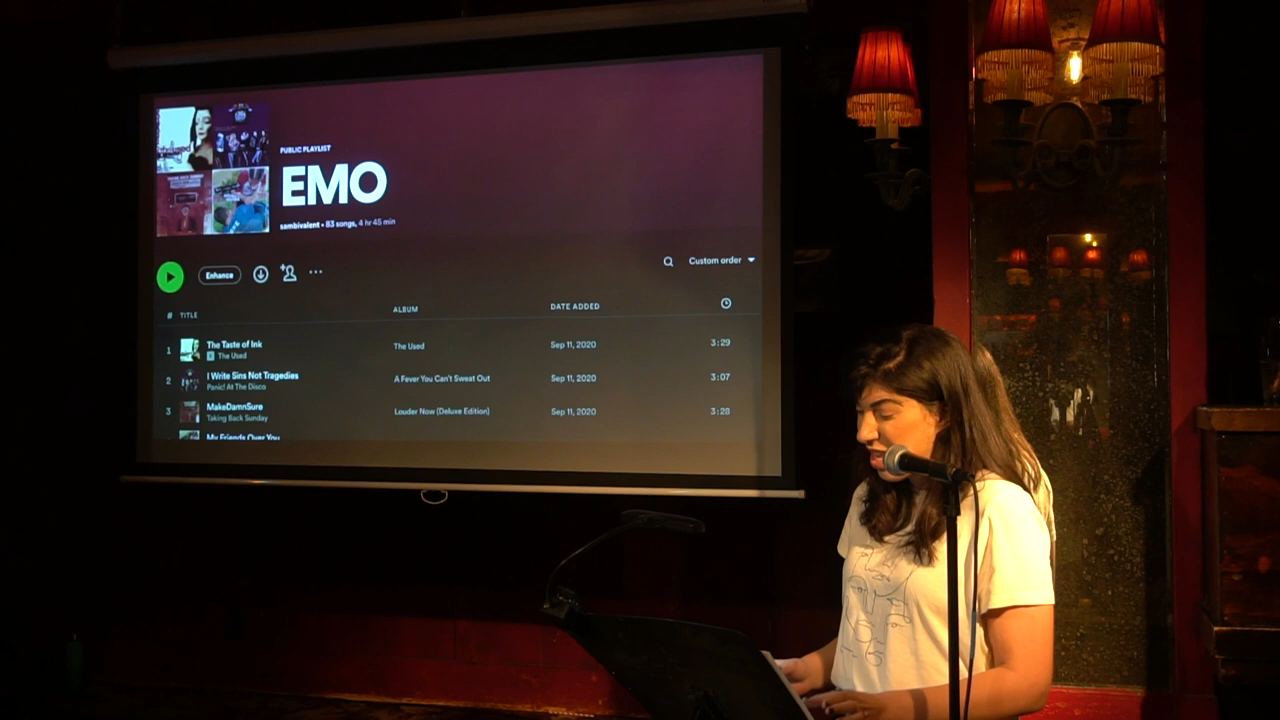 PUBLIC PLAYLIST
EMO
sambivalent • 83 songs, 4 hr 45 min
Enhance
Custom order
# TITLE ALBUM DATE ADDED
1 The Taste of Ink The Used Sep 11, 2020 3:29
E The Used
2 I Write Sins Not Tragedies A Fever You Can't Sweat Out Sep 11, 2020 3:07
Panic! At The Disco
3 MakeDamnSure Louder Now (Deluxe Edition) Sep 11, 2020 3:28
Taking Back Sunday
My Friends Over You